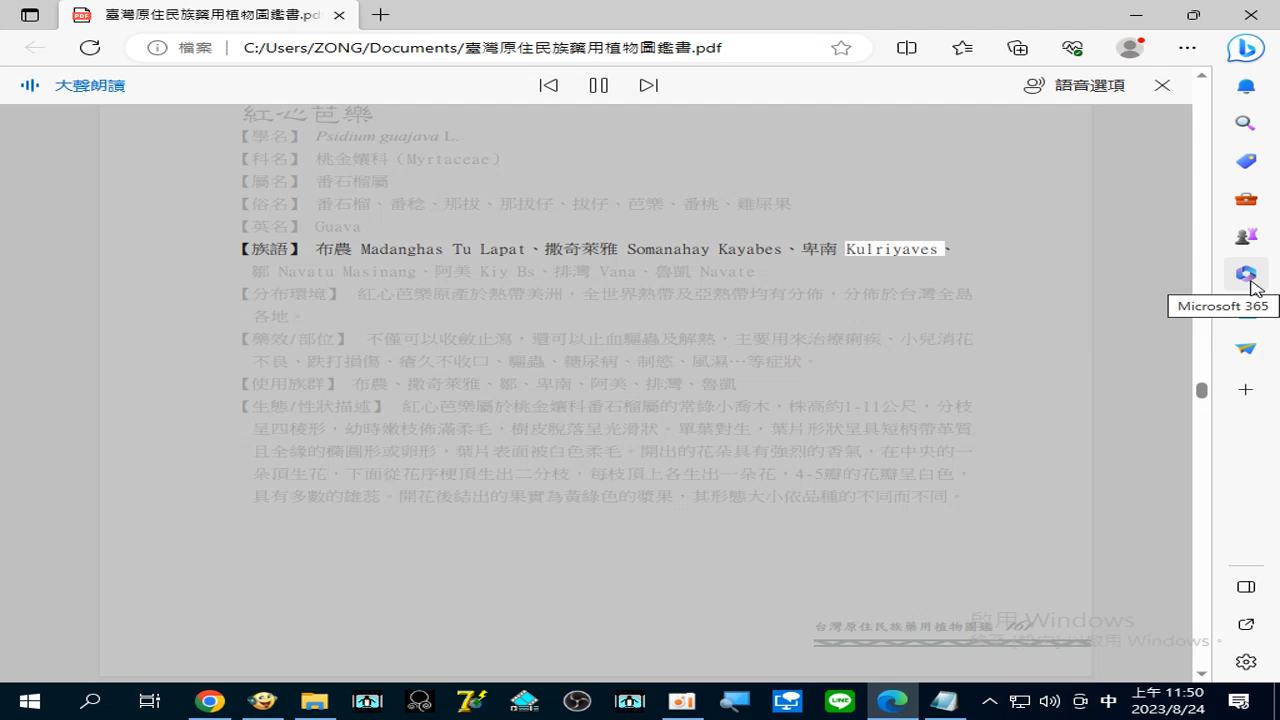 臺灣原住民族藥用植物圖鑑書.pdf
檔案 C:/Users/ZONG/Documents/臺灣原住民族藥用植物圖鑑書.pdf
大聲朗讀
語音選項
紅心芭樂
【學名】 Psidium guajava L.
【科名】 桃金孃科（Myrtaceae）
【屬名】 番石榴屬
【俗名】 番石榴、番稔、那拔、那拔仔、拔仔、芭樂、番桃、雞屎果
【英名】 Guava
【族語】 布農 Madanghas Tu Lapat、撒奇萊雅 Somanahay Kayabes、卑南 Kulriyaves、
鄒 Navatu Masinang、阿美 Kiy Bs、排灣 Vana、魯凱 Navate
【分布環境】 紅心芭樂原產於熱帶美洲，全世界熱帶及亞熱帶均有分佈，分佈於台灣全島
各地。
【藥效/部位】 不僅可以收斂止瀉，還可以止血驅蟲及解熱，主要用來治療痢疾、小兒消花
不良、跌打損傷、瘡久不收口、驅蟲、糖尿病、制慾、風濕…等症狀。
【使用族群】 布農、撒奇萊雅、鄒、卑南、阿美、排灣、魯凱
【生態/性狀描述】 紅心芭樂屬於桃金孃科番石榴屬的常綠小喬木，株高約1-11公尺，分枝
呈四稜形，幼時嫩枝佈滿柔毛，樹皮脫落呈光滑狀。單葉對生，葉片形狀呈具短柄帶革質
且全緣的橢圓形或卵形，葉片表面被白色柔毛。開出的花朵具有強烈的香氣，在中央的一
朵頂生花，下面從花序梗頂生出二分枝，每枝頂上各生出一朵花，4-5瓣的花瓣呈白色，
具有多數的雄蕊。開花後結出的果實為黃綠色的漿果，其形態大小依品種的不同而不同。
Microsoft 365
台灣原住民族藥用植物圖鑑
啟用 Windows
啟用 Windows。
中
上午 11:50
2023/8/24